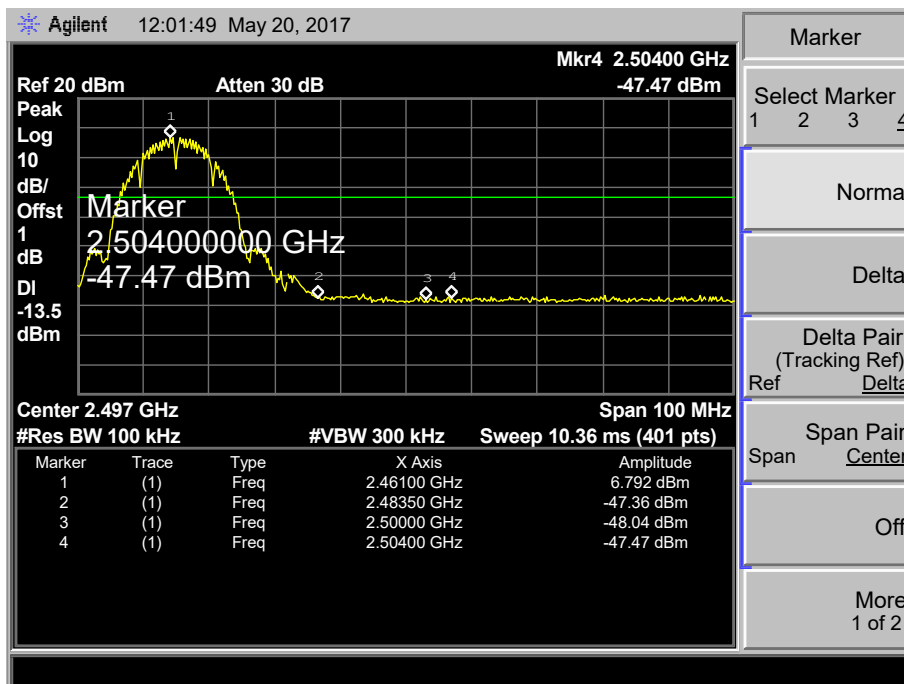 Agilent 12:01:49 May 20, 2017
Marker
Mkr4 2.50400 GHz
Ref 20 dBm Atten 30 dB -47.47 dBm
Peak
Log
10
dB/
Offst
1
dB
DI
-13.5
dBm
1
2
3
4
Marker
2.504000000 GHz
-47.47 dBm
Center 2.497 GHz Span 100 MHz
#Res BW 100 kHz #VBW 300 kHz Sweep 10.36 ms (401 pts)
Marker Trace Type X Axis Amplitude
1 (1) Freq 2.46100 GHz 6.792 dBm
2 (1) Freq 2.48350 GHz -47.36 dBm
3 (1) Freq 2.50000 GHz -48.04 dBm
4 (1) Freq 2.50400 GHz -47.47 dBm
Select Marker
1 2 3 4
Norma
Delta
Delta Pair
(Tracking Ref)
Ref Delta
Span Pair
Span Center
Off
More
1 of 2